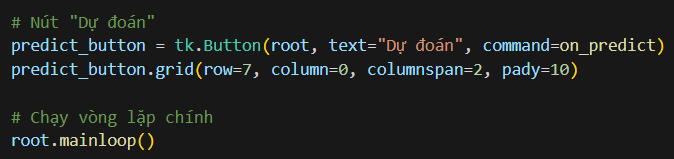 # Nút "Dự đoán"
predict_button = tk.Button(root, text="Dự đoán", command=on_predict)
predict_button.grid(row=7, column=0, columnspan=2, pady=10)

# Chạy vòng lặp chính
root.mainloop()